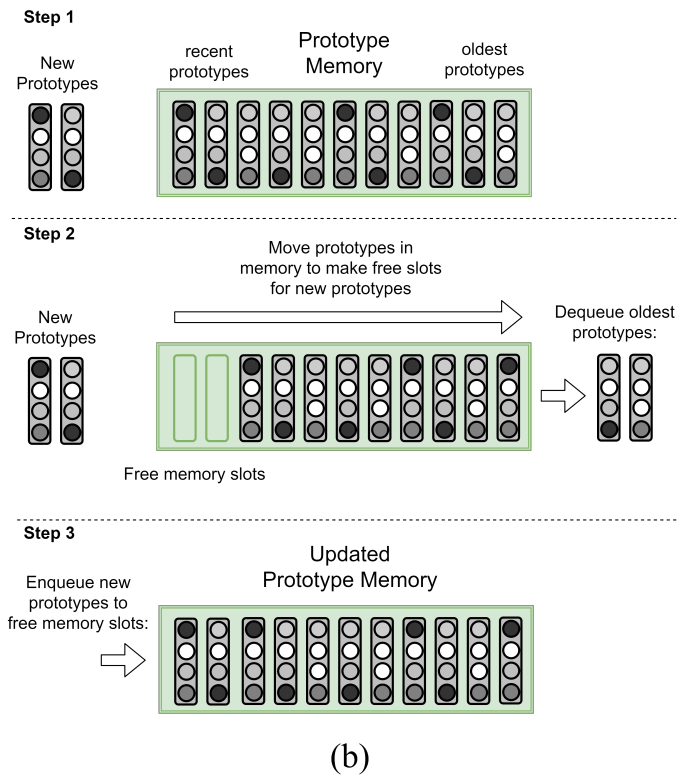 Step 1
New
Prototypes
recent
prototypes
Prototype
Memory
oldest
prototypes
Step 2
Move prototypes in
memory to make free slots
for new prototypes
New
Prototypes
Dequeue oldest
prototypes:
Free memory slots
Step 3
Updated
Prototype Memory
Enqueue new
prototypes to
free memory slots:
(b)